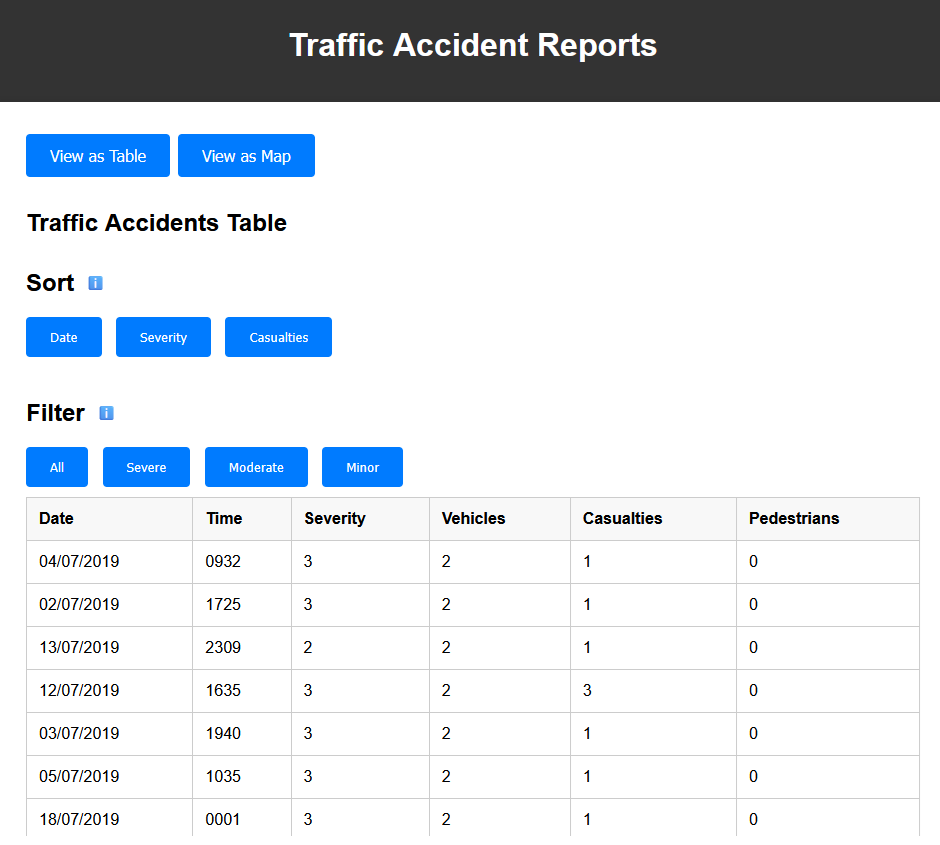 Traffic Accident Reports
View as Table View as Map
Traffic Accidents Table
Sort i
Date Severity Casualties
Filter i
All Severe Moderate Minor
Date Time Severity Vehicles Casualties Pedestrians
04/07/2019 0932 3 2 1 0
02/07/2019 1725 3 2 1 0
13/07/2019 2309 2 2 1 0
12/07/2019 1635 3 2 3 0
03/07/2019 1940 3 2 1 0
05/07/2019 1035 3 2 1 0
18/07/2019 0001 3 2 1 0